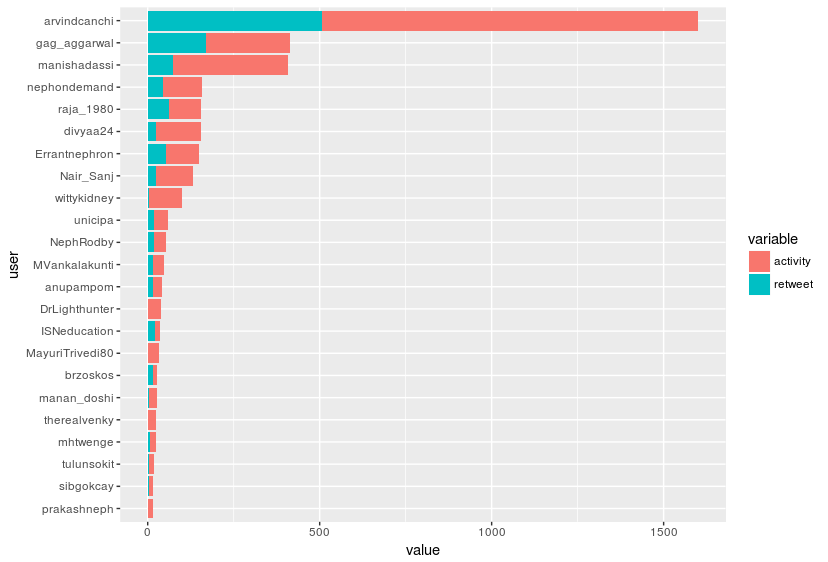 arvindcanchi
gag_aggarwal
manishadassi
nephondemand
raja_1980
divyaa24
Errantnephron
Nair_Sanj
wittykidney
unicipa
NephRodby
MVankalakunti
anupampom
DrLighthunter
ISNeducation
MayuriTrivedi80
brzoskos
manan_doshi
therealvenky
mhtwenge
tulunsokit
sibgokcay
prakashneph
user
0 500 1000 1500
value
variable
activity
retweet